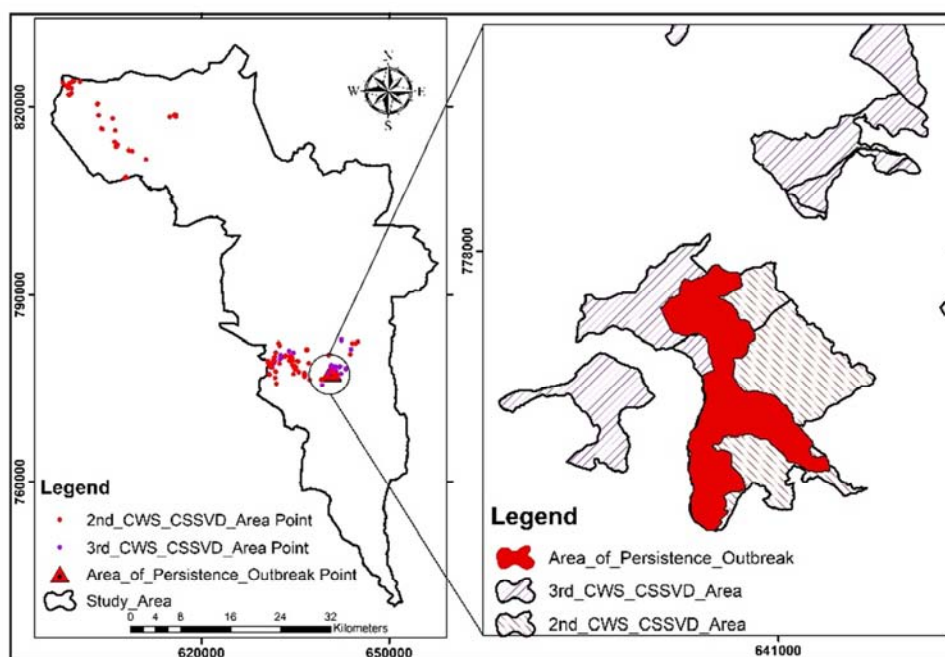 N
W E
S
820000
790000
760000
Legend
2nd_CWS_CSSVD_Area Point
3rd_CWS_CSSVD_Area Point
Area_of_Persistence_Outbreak Point
Study_Area
0 4 8 16 24 32
Kilometers
620000 650000
778000
Legend
Area_of_Persistence_Outbreak
3rd_CWS_CSSVD_Area
2nd_CWS_CSSVD_Area
641000